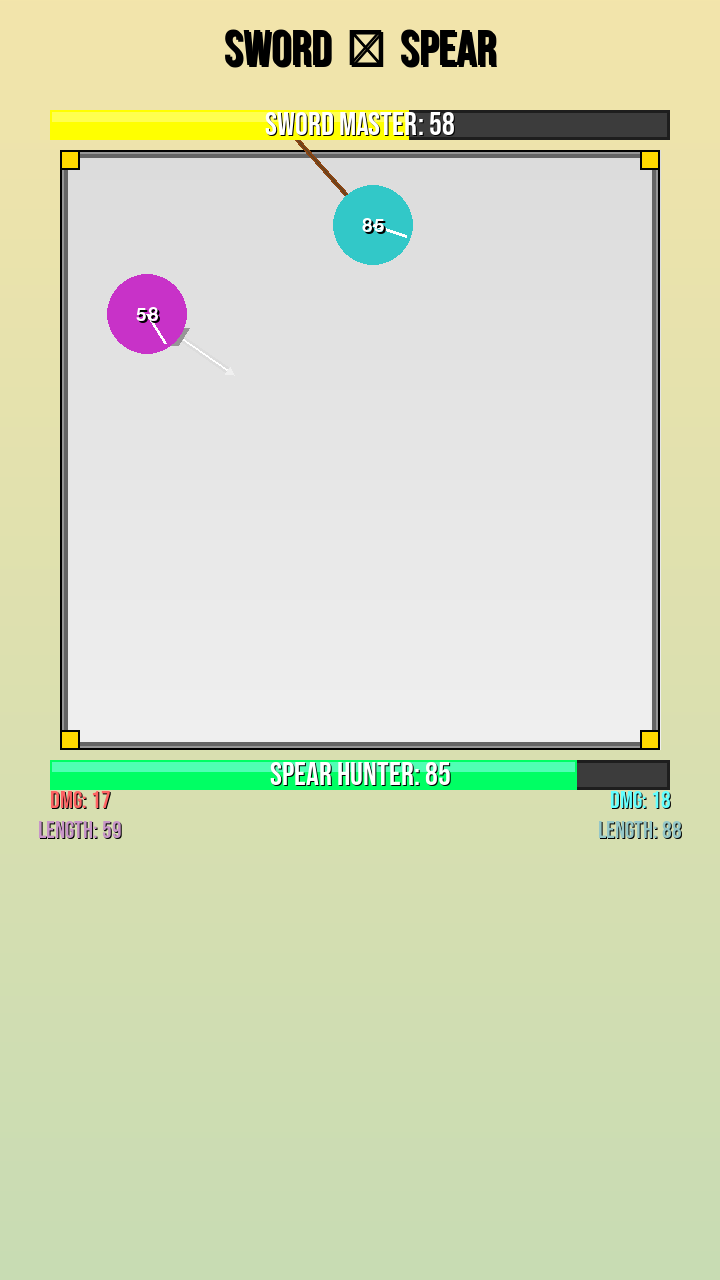 SWORD ☒ SPEAR
SWORD MASTER: 58
85
58
SPEAR HUNTER: 85
DMG: 17
DMG: 18
LENGTH: 59
LENGTH: 88